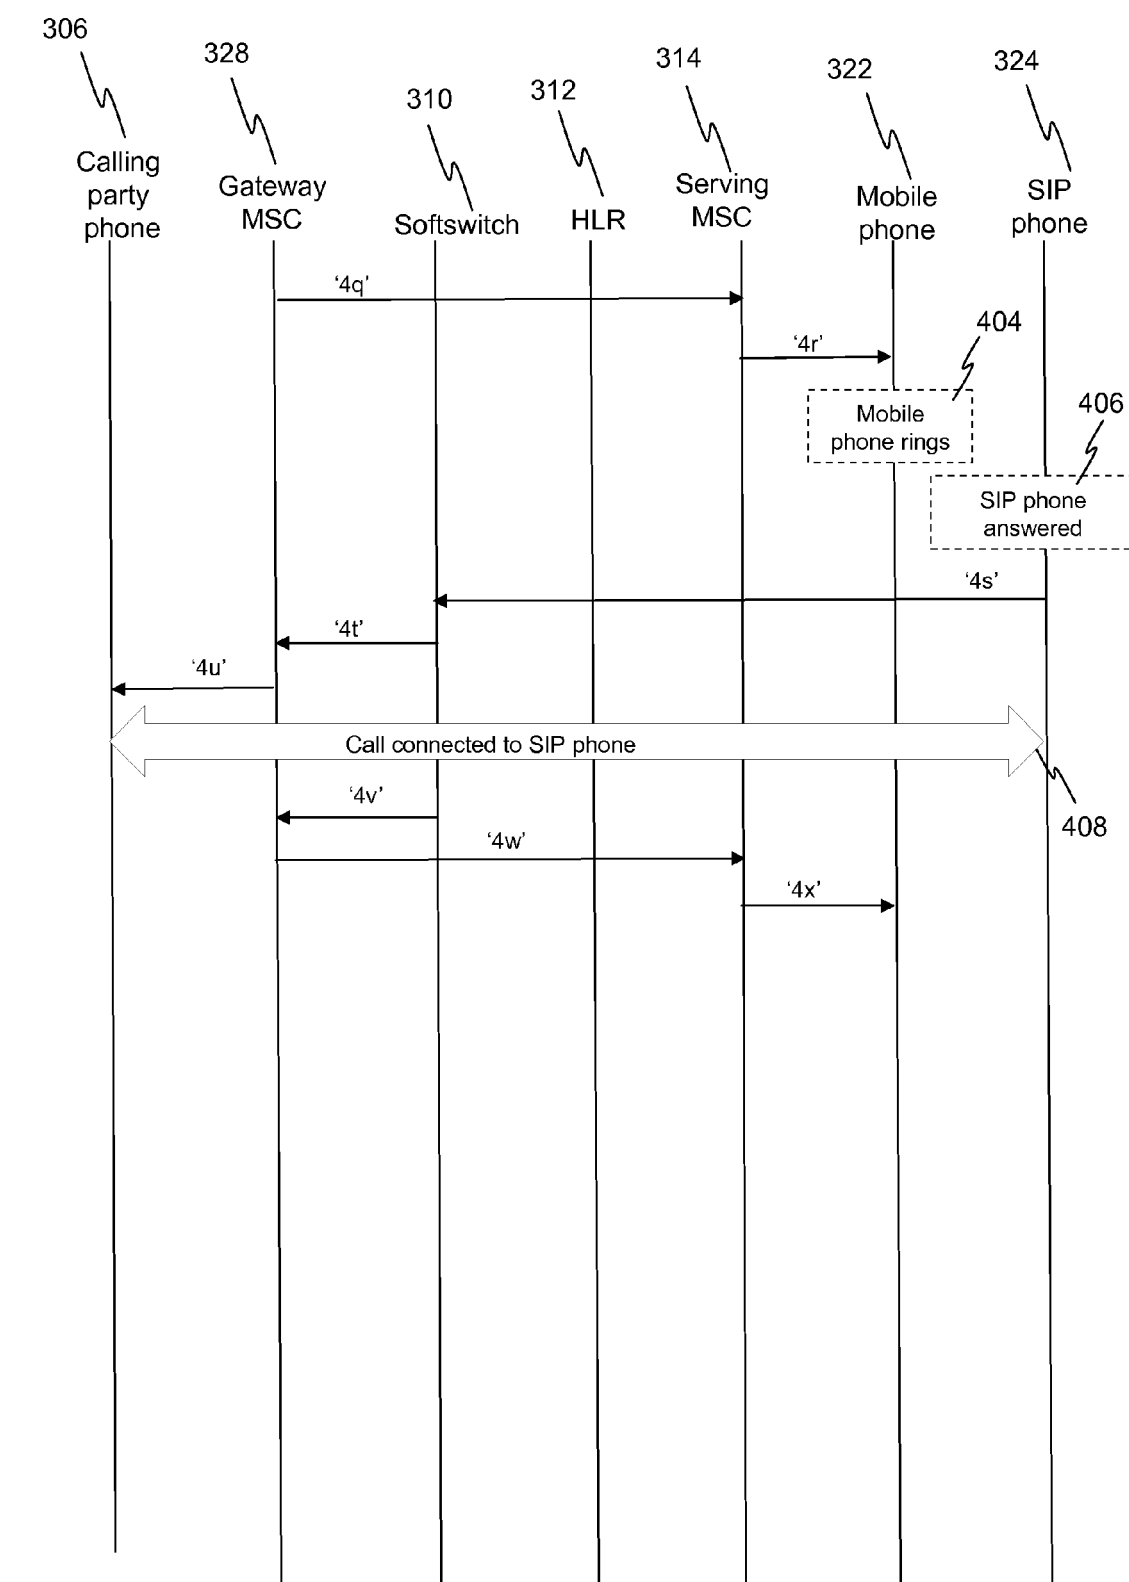 306
328
310
312
314
322
324
Calling
party
phone
Gateway
MSC
Softswitch
HLR
Serving
MSC
Mobile
phone
SIP
phone
‘4q’
‘4r’
404
Mobile
phone rings
406
SIP phone
answered
‘4s’
‘4t’
‘4u’
Call connected to SIP phone
408
‘4v’
‘4w’
‘4x’